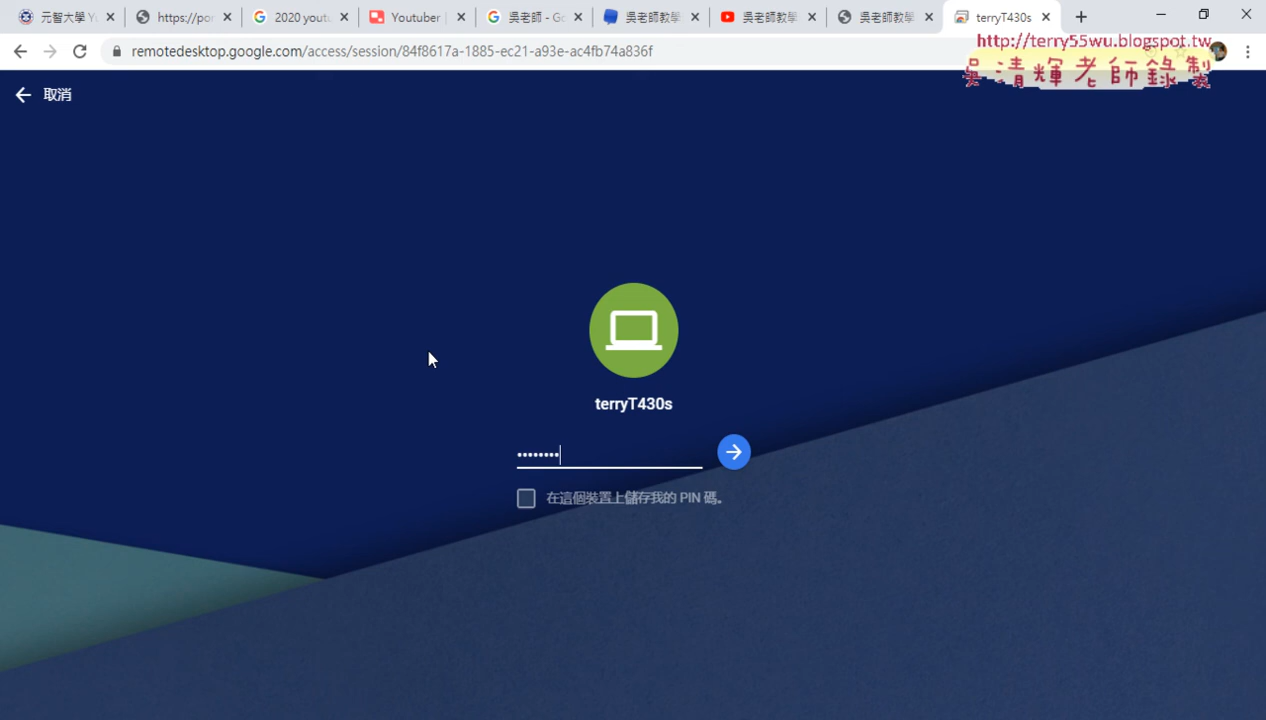 元智大學 Y
https://po
2020 yout
Youtuber
吳老師 - Go
吳老師教學
吳老師教學
吳老師教學
terryT430s
remotedesktop.google.com/access/session/84f8617a-1885-ec21-a93e-ac4fb74a836f
http://terry55wu.blogspot.tw
吳清輝老師錄製
取消
terryT430s
••••••••
在這個裝置上儲存我的 PIN 碼。